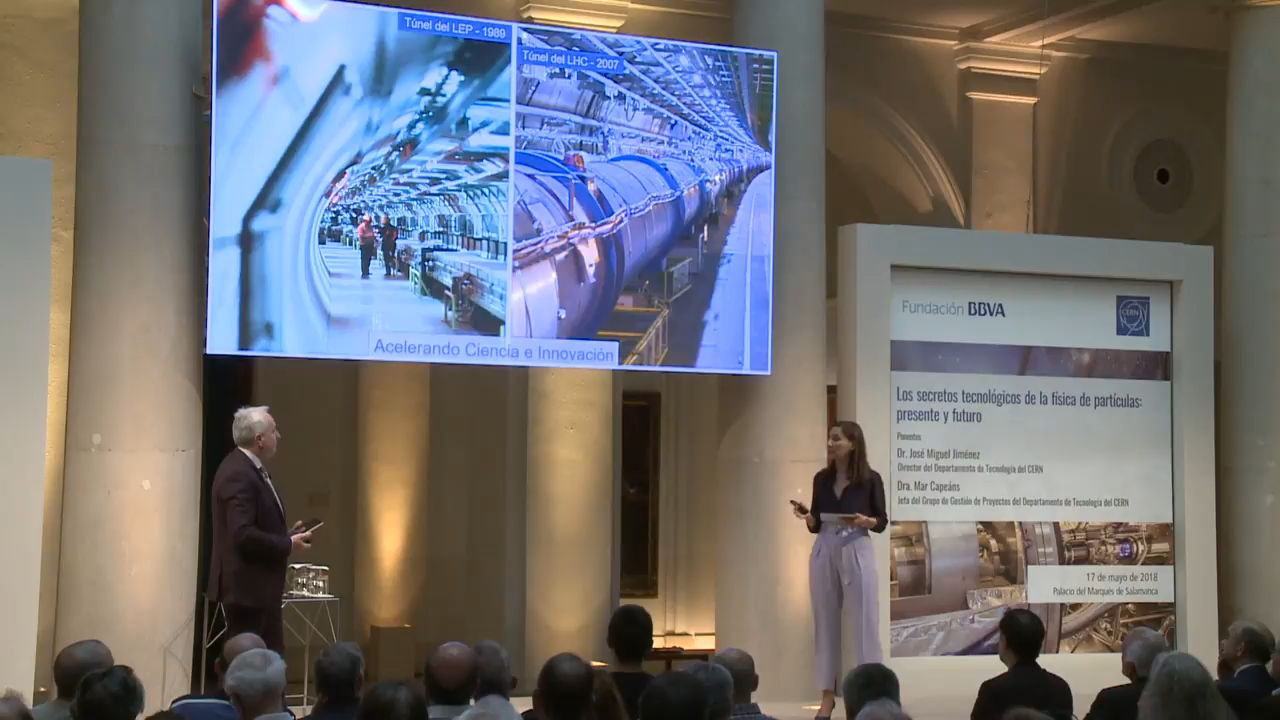 Túnel del LEP - 1989
Túnel del LHC - 2007
Acelerando Ciencia e Innovación
Fundación BBVA
CERN
Los secretos tecnológicos de la física de partículas:
presente y futuro
Ponentes
Dr. José Miguel Jiménez
Director del Departamento de Tecnología del CERN
Dra. Mar Capeáns
Jefa del Grupo de Gestión de Proyectos del Departamento de Tecnología del CERN
17 de mayo de 2018
Palacio del Marqués de Salamanca